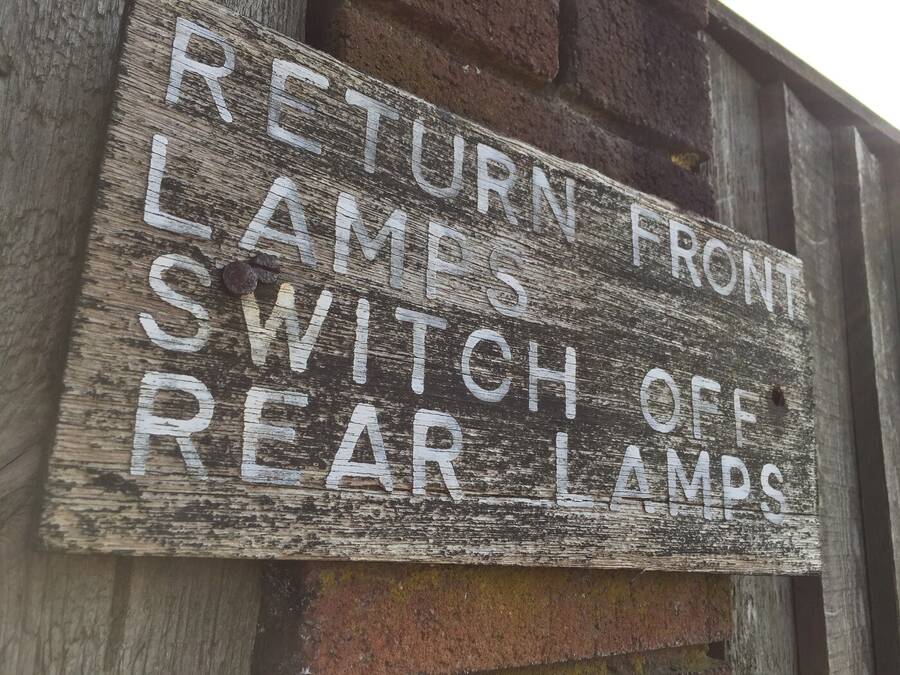 RETURN FRONT
LAMPS
SWITCH OFF
REAR LAMPS